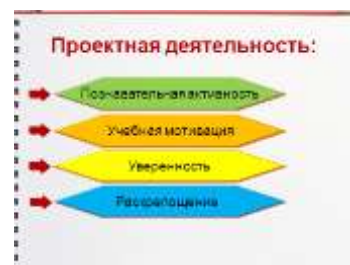 Проектная деятельность:
Познавательная активность
Учебная мотивация
Уверенность
Раскрепощение